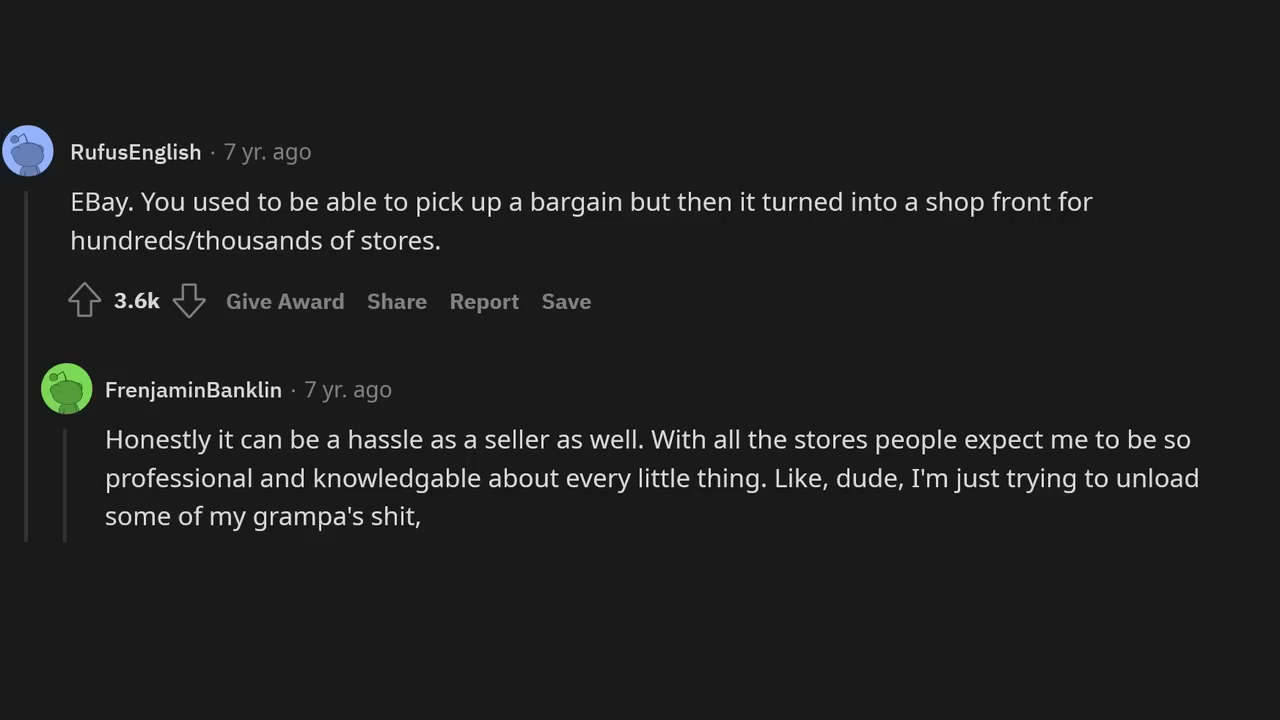 RufusEnglish · 7 yr. ago
EBay. You used to be able to pick up a bargain but then it turned into a shop front for
hundreds/thousands of stores.
3.6k Give Award Share Report Save
FrenjaminBanklin · 7 yr. ago
Honestly it can be a hassle as a seller as well. With all the stores people expect me to be so
professional and knowledgable about every little thing. Like, dude, I'm just trying to unload
some of my grampa's shit,